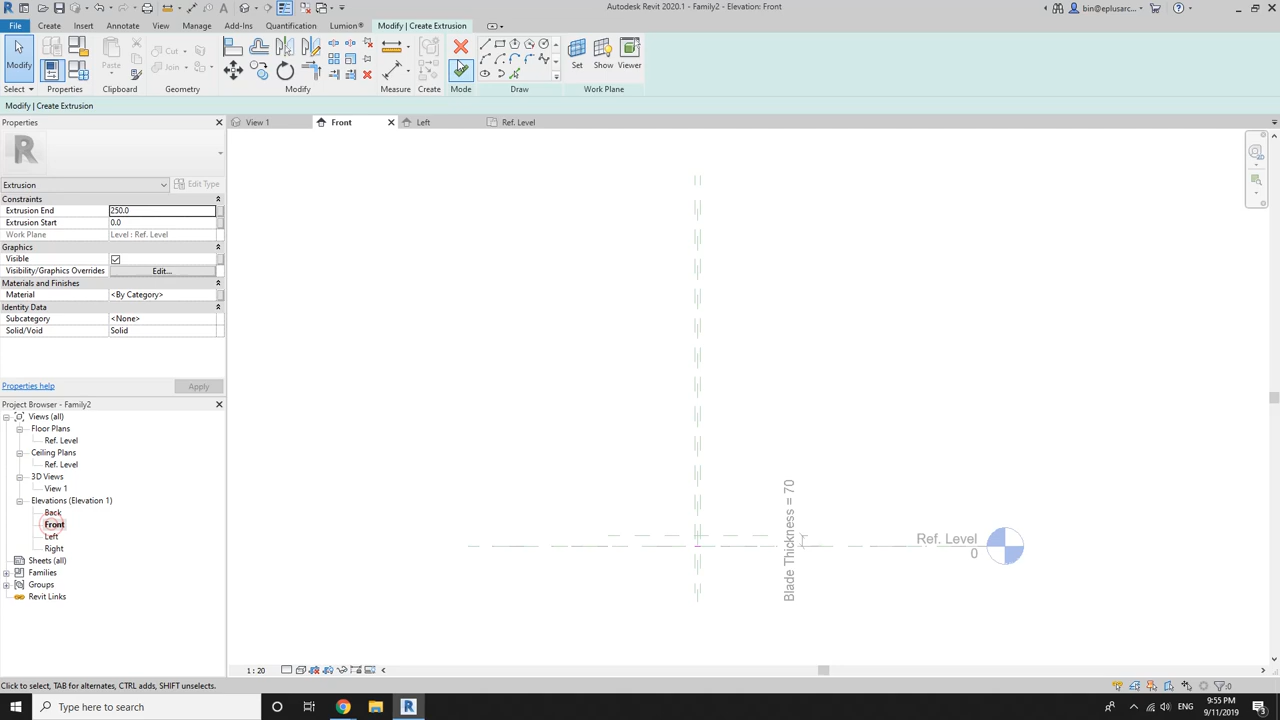 Autodesk Revit 2020.1 - Family2 - Elevation: Front
bin@eplusarc...
File
Create
Insert
Annotate
View
Manage
Add-Ins
Quantification
Lumion®
Modify | Create Extrusion
Modify
Paste
Cut
Join
Select
Properties
Clipboard
Geometry
Modify
Measure
Create
Mode
Draw
Set
Show
Viewer
Work Plane
Modify | Create Extrusion
Properties
View 1
Front
Left
Ref. Level
Extrusion
Edit Type
Constraints
Extrusion End 250.0
Extrusion Start 0.0
Work Plane Level : Ref. Level
Graphics
Visible
Visibility/Graphics Overrides Edit...
Materials and Finishes
Material <By Category>
Identity Data
Subcategory <None>
Solid/Void Solid
Properties help
Apply
Project Browser - Family2
Views (all)
Floor Plans
Ref. Level
Ceiling Plans
Ref. Level
3D Views
View 1
Elevations (Elevation 1)
Back
Front
Left
Right
Sheets (all)
Families
Groups
Revit Links
Blade Thickness = 70
Ref. Level
0
1 : 20
Click to select, TAB for alternates, CTRL adds, SHIFT unselects.
:0
Type here to search
ENG
9:55 PM
9/11/2019
3